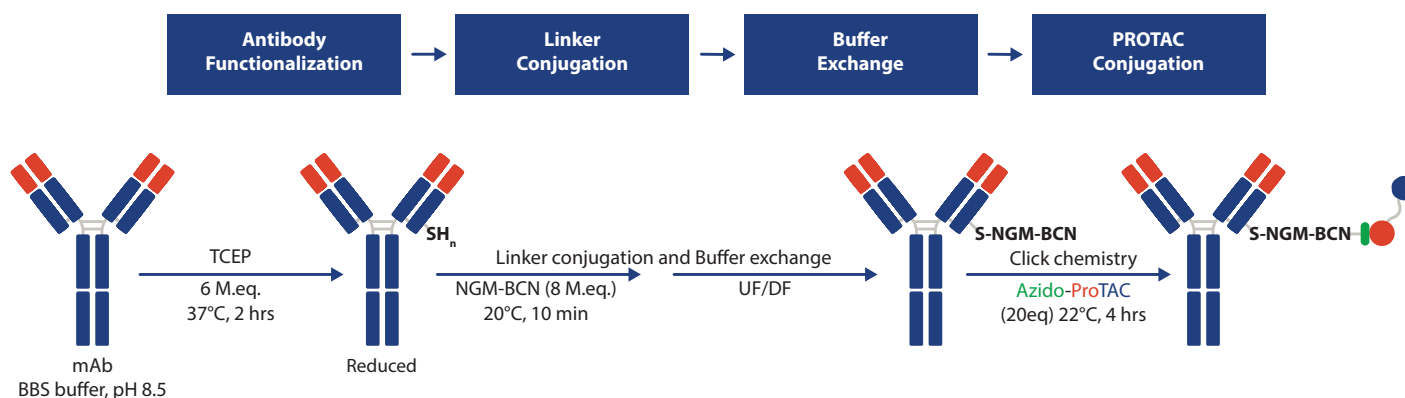 Antibody
Functionalization
Linker
Conjugation
Buffer
Exchange
PROTAC
Conjugation
mAb
BBS buffer, pH 8.5
TCEP
6 M.eq.
37°C, 2 hrs
SHn
Reduced
Linker conjugation and Buffer exchange
NGM-BCN (8 M.eq.)
20°C, 10 min
UF/DF
S-NGM-BCN
Click chemistry
Azido-ProTAC
(20eq) 22°C, 4 hrs
S-NGM-BCN